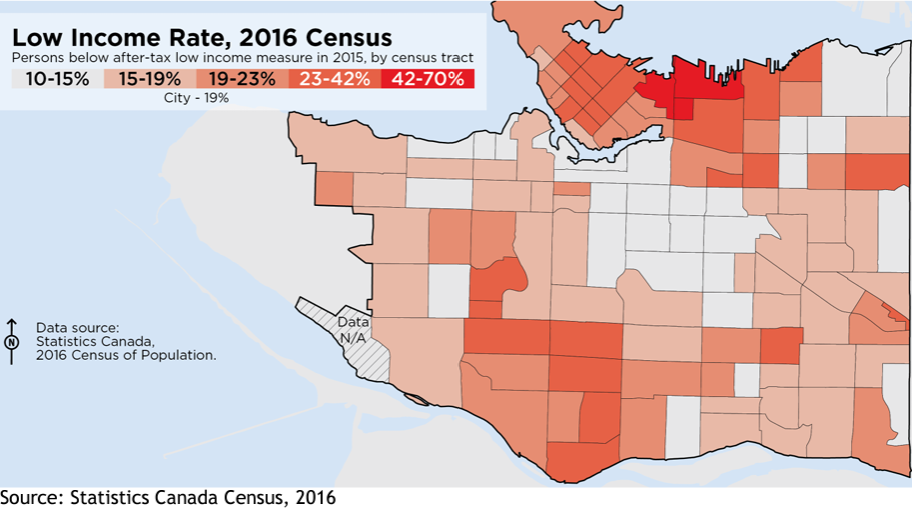 Low Income Rate, 2016 Census
Persons below after-tax low income measure in 2015, by census tract
10-15% 15-19% 19-23% 23-42% 42-70%
City - 19%
Data
N/A
N
Data source:
Statistics Canada,
2016 Census of Population.
Source: Statistics Canada Census, 2016